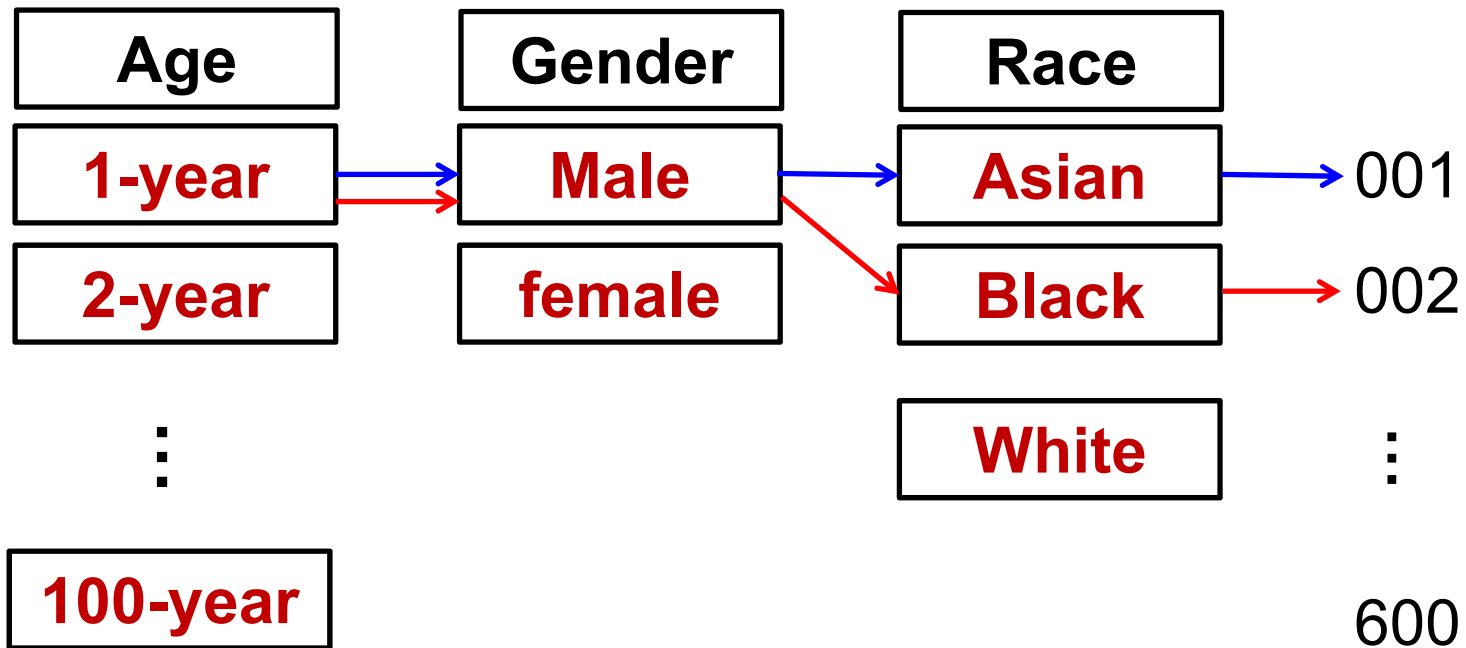 Age Gender Race
1-year Male Asian 001
2-year female Black 002
White
100-year 600